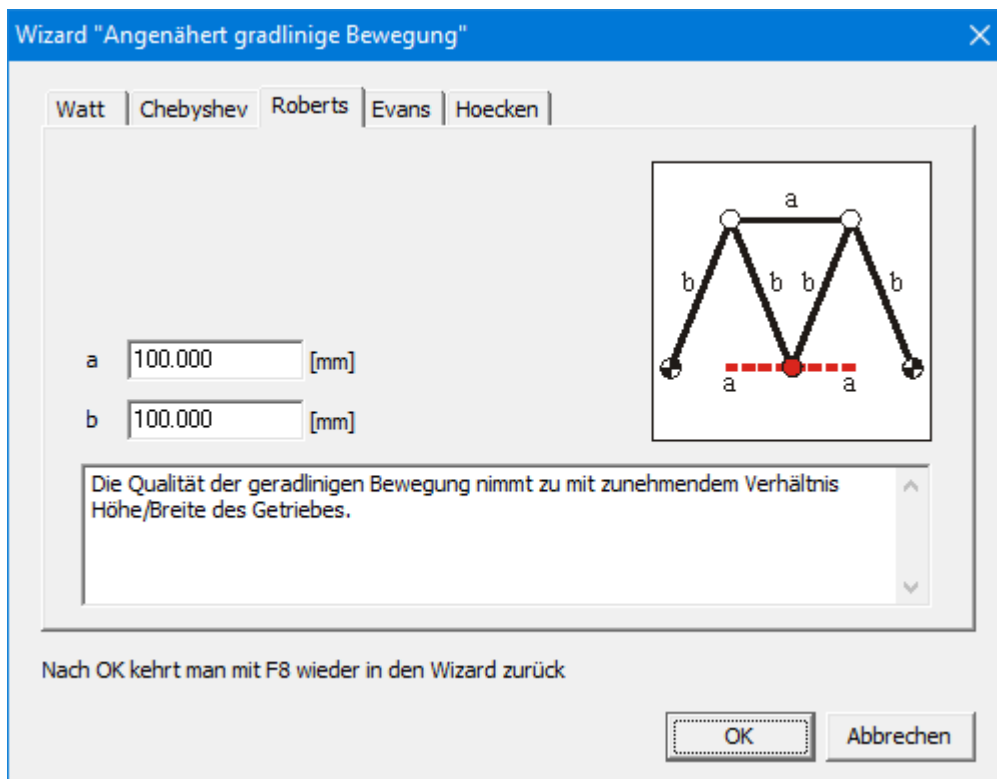 Wizard "Angenähert gradlinige Bewegung"
Watt Chebyshev Roberts Evans Hoecken
a
b b b b
a a
a 100.000 [mm]
b 100.000 [mm]
Die Qualität der geradlinigen Bewegung nimmt zu mit zunehmendem Verhältnis
Höhe/Breite des Getriebes.
Nach OK kehrt man mit F8 wieder in den Wizard zurück
OK Abbrechen